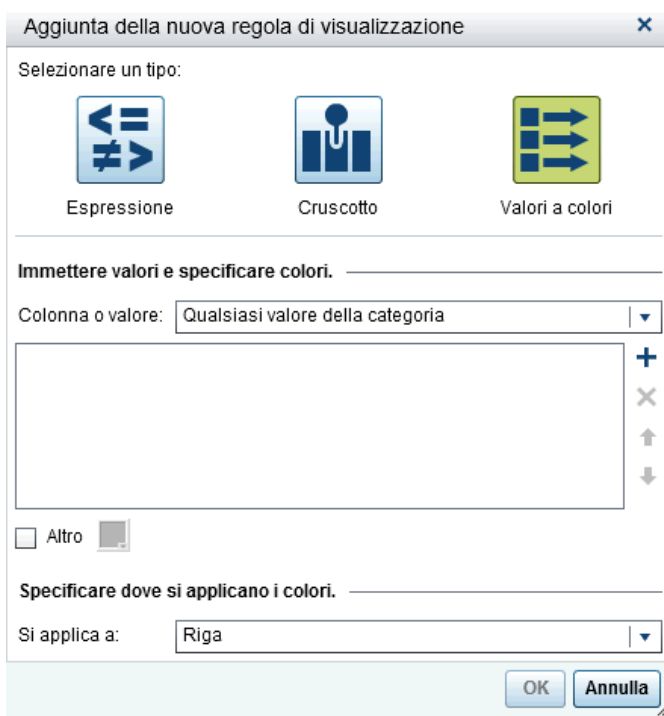 Aggiunta della nuova regola di visualizzazione
Selezionare un tipo:
Espressione
Cruscotto
Valori a colori
Immettere valori e specificare colori.
Colonna o valore: Qualsiasi valore della categoria
Altro
Specificare dove si applicano i colori.
Si applica a: Riga
OK Annulla